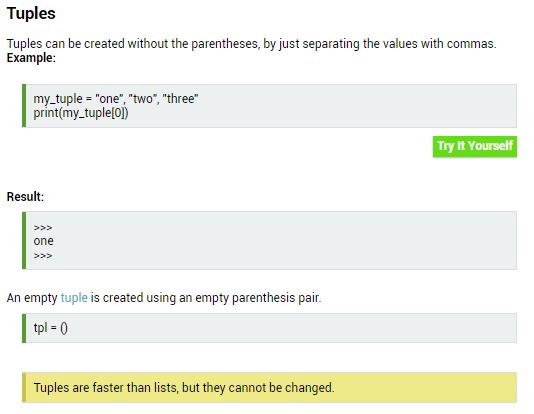 Tuples
Tuples can be created without the parentheses, by just separating the values with commas.
Example:
my_tuple = "one", "two", "three"
print(my_tuple[0])
Try It Yourself
Result:
>>>
one
>>>
An empty tuple is created using an empty parenthesis pair.
tpl = ()
Tuples are faster than lists, but they cannot be changed.